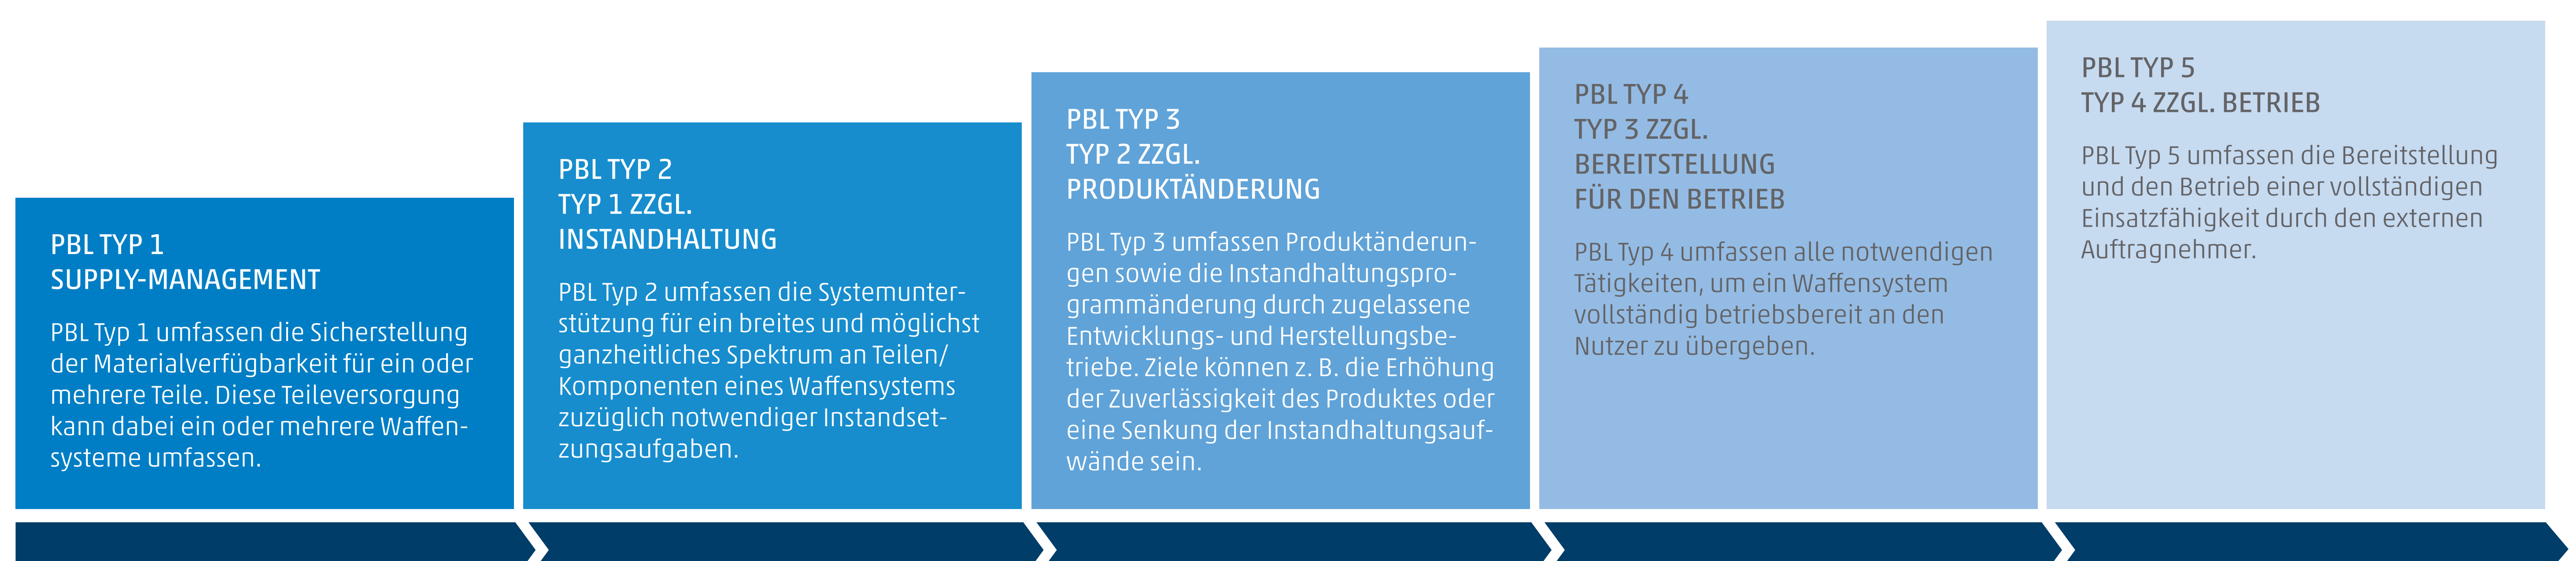 PBL TYP 1
SUPPLY-MANAGEMENT
PBL Typ 1 umfassen die Sicherstellung
der Materialverfügbarkeit für ein oder
mehrere Teile. Diese Teileversorgung
kann dabei ein oder mehrere Waffen-
systeme umfassen.
PBL TYP 2
TYP 1 ZZGL.
INSTANDHALTUNG
PBL Typ 2 umfassen die Systemunter-
stützung für ein breites und möglichst
ganzheitliches Spektrum an Teilen/
Komponenten eines Waffensystems
zuzüglich notwendiger Instandset-
zungsaufgaben.
PBL TYP 3
TYP 2 ZZGL.
PRODUKTÄNDERUNG
PBL Typ 3 umfassen Produktänderun-
gen sowie die Instandhaltungspro-
grammänderung durch zugelassene
Entwicklungs- und Herstellungsbe-
triebe. Ziele können z. B. die Erhöhung
der Zuverlässigkeit des Produktes oder
eine Senkung der Instandhaltungsauf-
wände sein.
PBL TYP 4
TYP 3 ZZGL.
BEREITSTELLUNG
FÜR DEN BETRIEB
PBL Typ 4 umfassen alle notwendigen
Tätigkeiten, um ein Waffensystem
vollständig betriebsbereit an den
Nutzer zu übergeben.
PBL TYP 5
TYP 4 ZZGL. BETRIEB
PBL Typ 5 umfassen die Bereitstellung
und den Betrieb einer vollständigen
Einsatzfähigkeit durch den externen
Auftragnehmer.